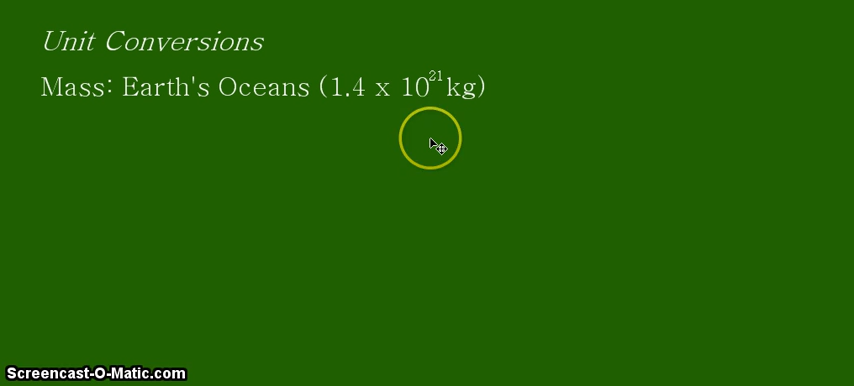 Unit Conversions
Mass: Earth's Oceans (1.4 x 10²¹kg)
Screencast-O-Matic.com